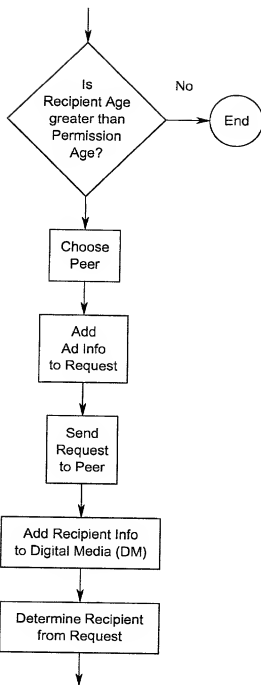 Is
Recipient Age
greater than
Permission
Age?
No
End
Choose
Peer
Add
Ad Info
to Request
Send
Request
to Peer
Add Recipient Info
to Digital Media (DM)
Determine Recipient
from Request